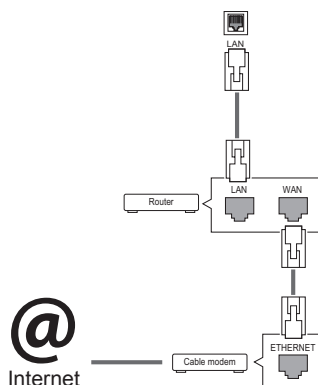 LAN
LAN WAN
Router
ETHERNET
Cable modem
@
Internet